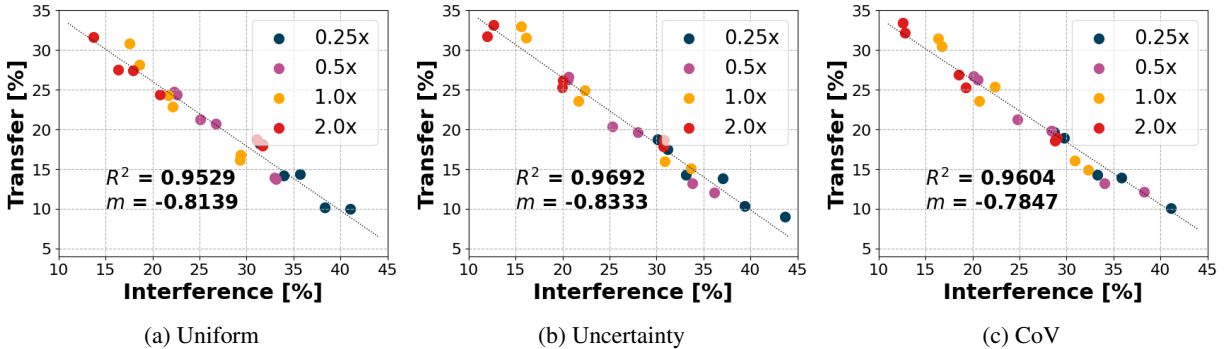 35
30
25
20
15
10
5
10 15 20 25 30 35 40 45
Transfer [%]
Interference [%]
0.25x
0.5x
1.0x
2.0x
R² = 0.9529
m = -0.8139
(a) Uniform
35
30
25
20
15
10
5
10 15 20 25 30 35 40 45
Transfer [%]
Interference [%]
0.25x
0.5x
1.0x
2.0x
R² = 0.9692
m = -0.8333
(b) Uncertainty
35
30
25
20
15
10
5
10 15 20 25 30 35 40 45
Transfer [%]
Interference [%]
0.25x
0.5x
1.0x
2.0x
R² = 0.9604
m = -0.7847
(c) CoV